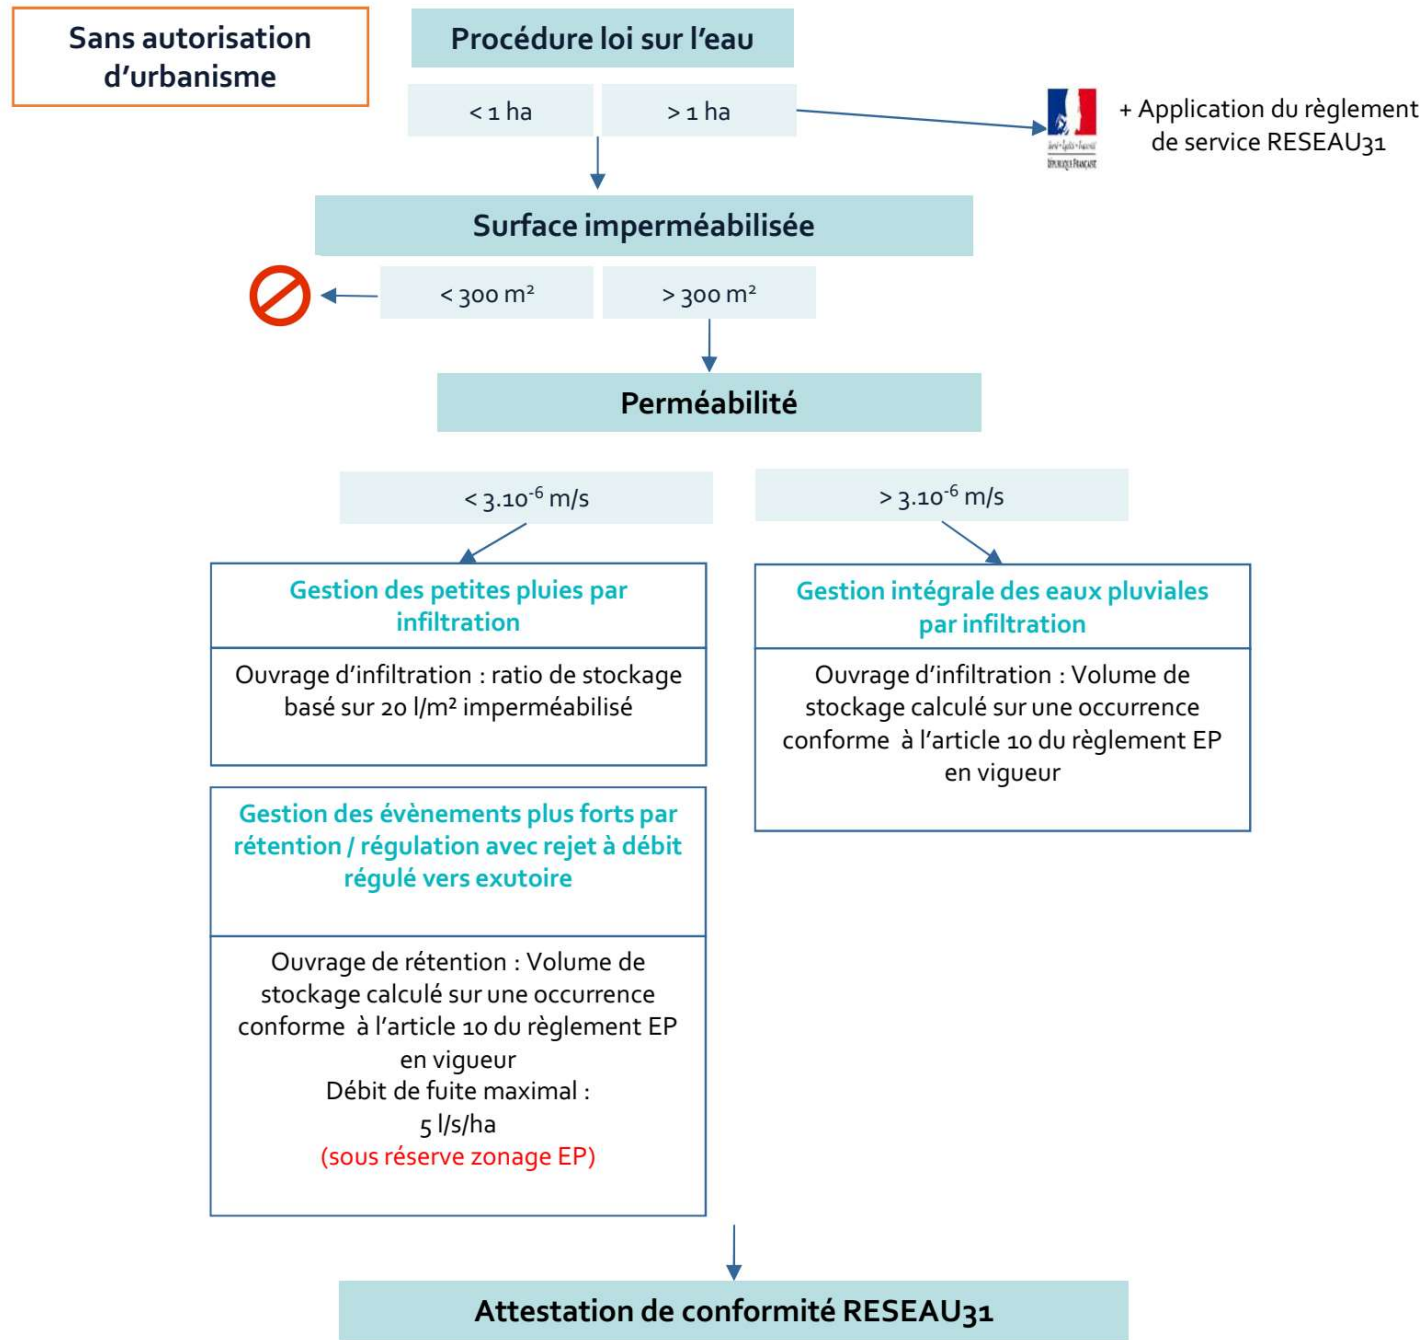 Sans autorisation
d'urbanisme
Procédure loi sur l'eau
< 1 ha
> 1 ha
+ Application du règlement
de service RESEAU31
Liberté • Égalité • Fraternité
RÉPUBLIQUE FRANÇAISE
Surface imperméabilisée
< 300 m²
> 300 m²
Perméabilité
< 3.10⁻⁶ m/s
> 3.10⁻⁶ m/s
Gestion des petites pluies par
infiltration
Ouvrage d'infiltration : ratio de stockage
basé sur 20 l/m² imperméabilisé
Gestion intégrale des eaux pluviales
par infiltration
Ouvrage d'infiltration : Volume de
stockage calculé sur une occurrence
conforme à l'article 10 du règlement EP
en vigueur
Gestion des évènements plus forts par
rétention / régulation avec rejet à débit
régulé vers exutoire
Ouvrage de rétention : Volume de
stockage calculé sur une occurrence
conforme à l'article 10 du règlement EP
en vigueur
Débit de fuite maximal :
5 l/s/ha
(sous réserve zonage EP)
Attestation de conformité RESEAU31